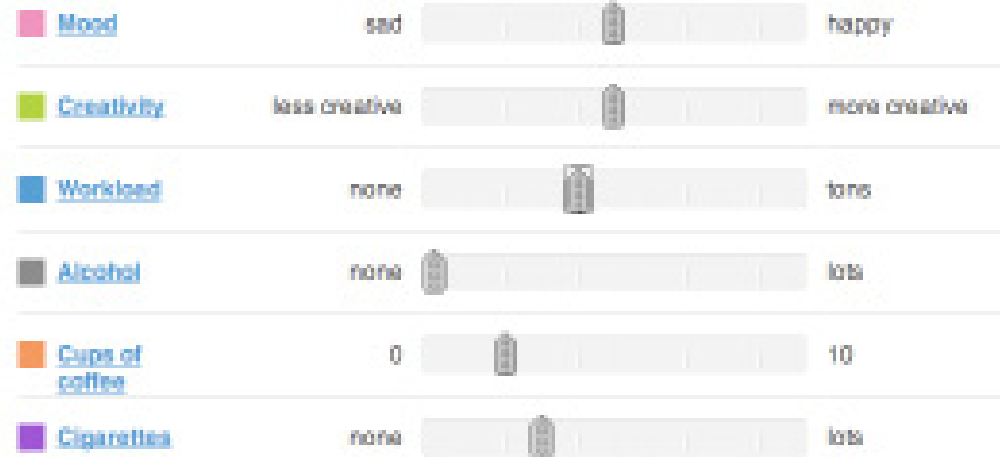 Mood sad happy
Creativity less creative more creative
Workload none tons
Alcohol none lots
Cups of 0 10
coffee
Cigarettes none lots